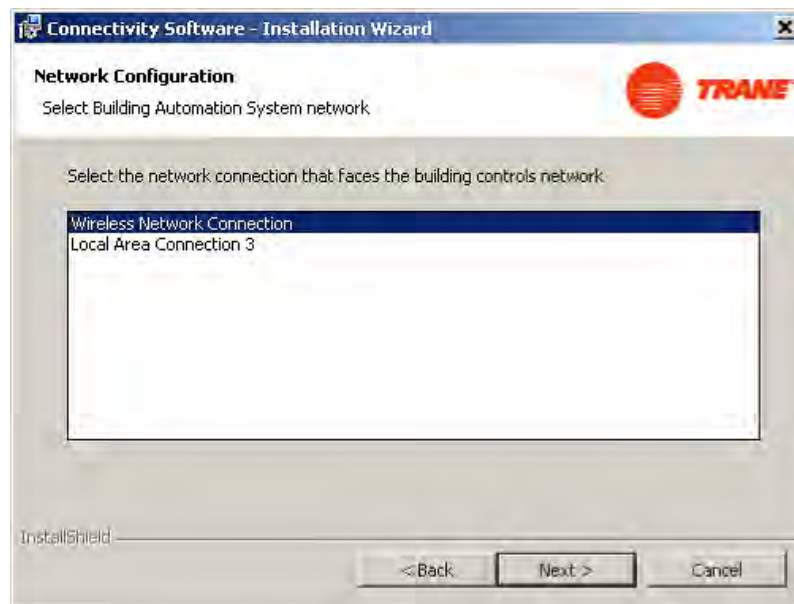 Connectivity Software - Installation Wizard
Network Configuration
Select Building Automation System network
TRANE
Select the network connection that faces the building controls network
Wireless Network Connection
Local Area Connection 3
InstallShield
< Back
Next >
Cancel